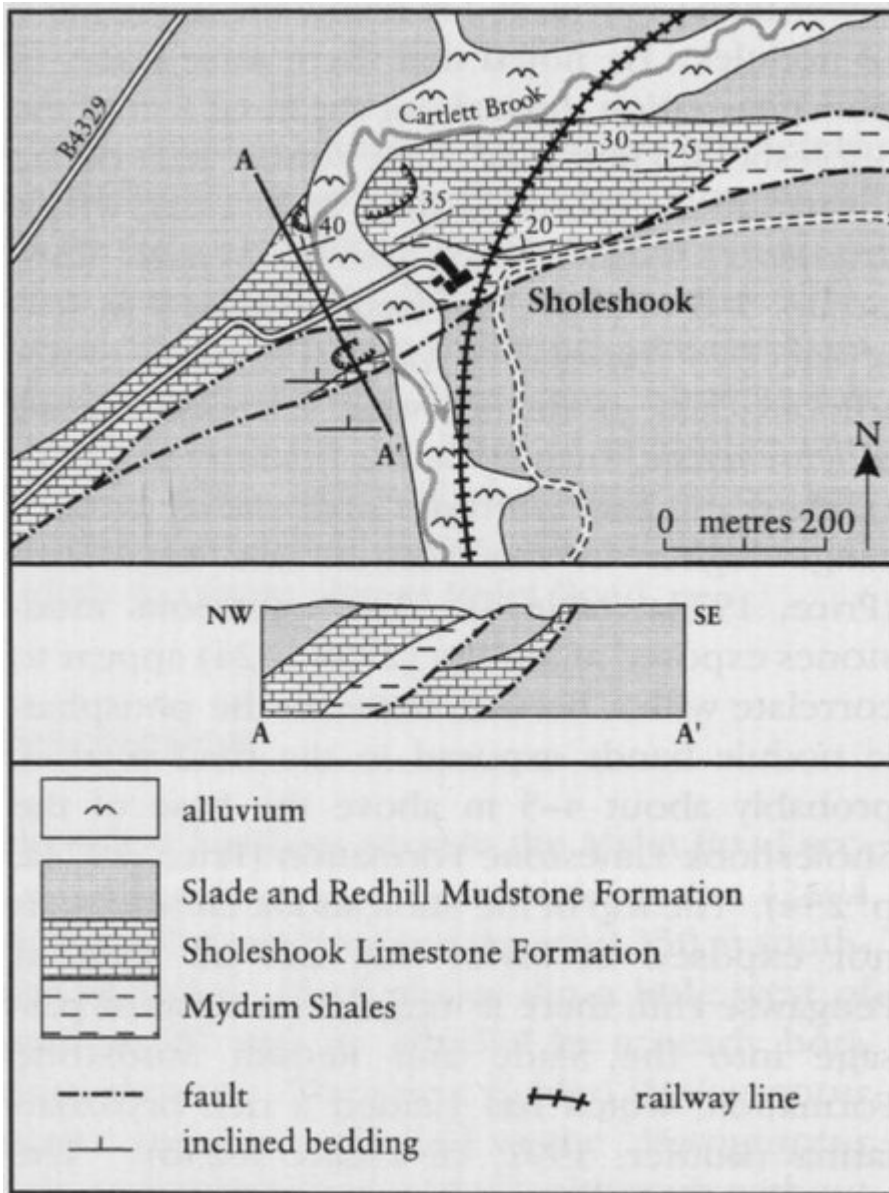 B4329
Cartlett Brook
A
30
25
35
40
20
Sholeshook
A'
N
0 metres 200
NW
SE
A
A'
alluvium
Slade and Redhill Mudstone Formation
Sholeshook Limestone Formation
Mydrim Shales
fault
railway line
inclined bedding